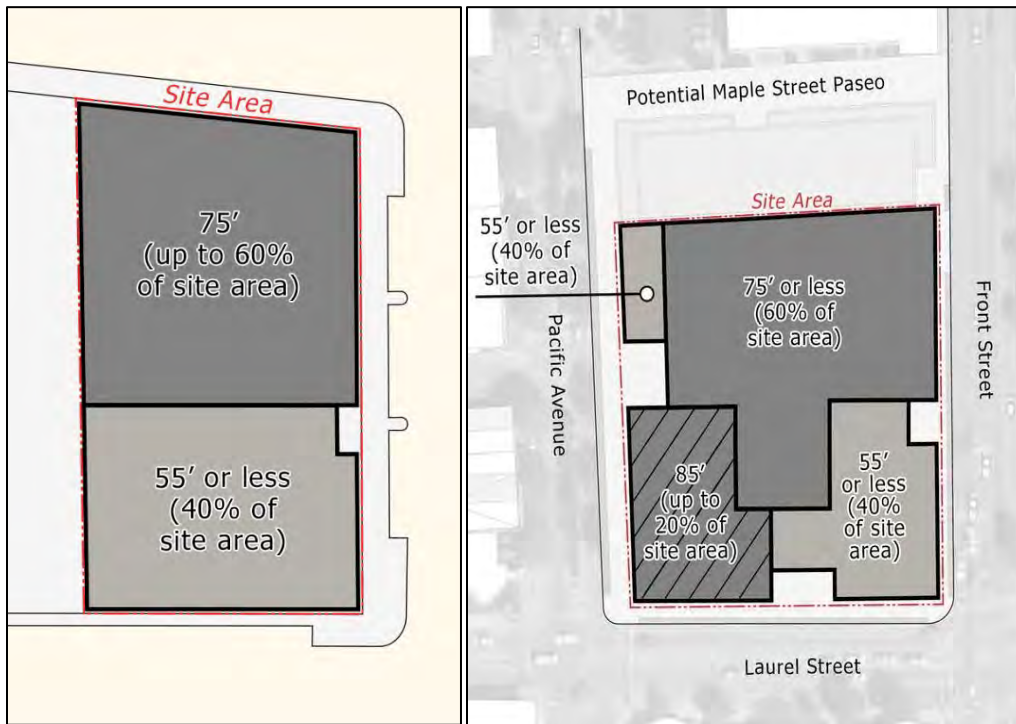 Site Area
75′
(up to 60%
of site area)
55′ or less
(40% of
site area)
Potential Maple Street Paseo
Site Area
55′ or less
(40% of
site area)
75′ or less
(60% of
site area)
Pacific Avenue
Front Street
85′
(up to
20% of
site area)
55′
or less
(40%
of site
area)
Laurel Street